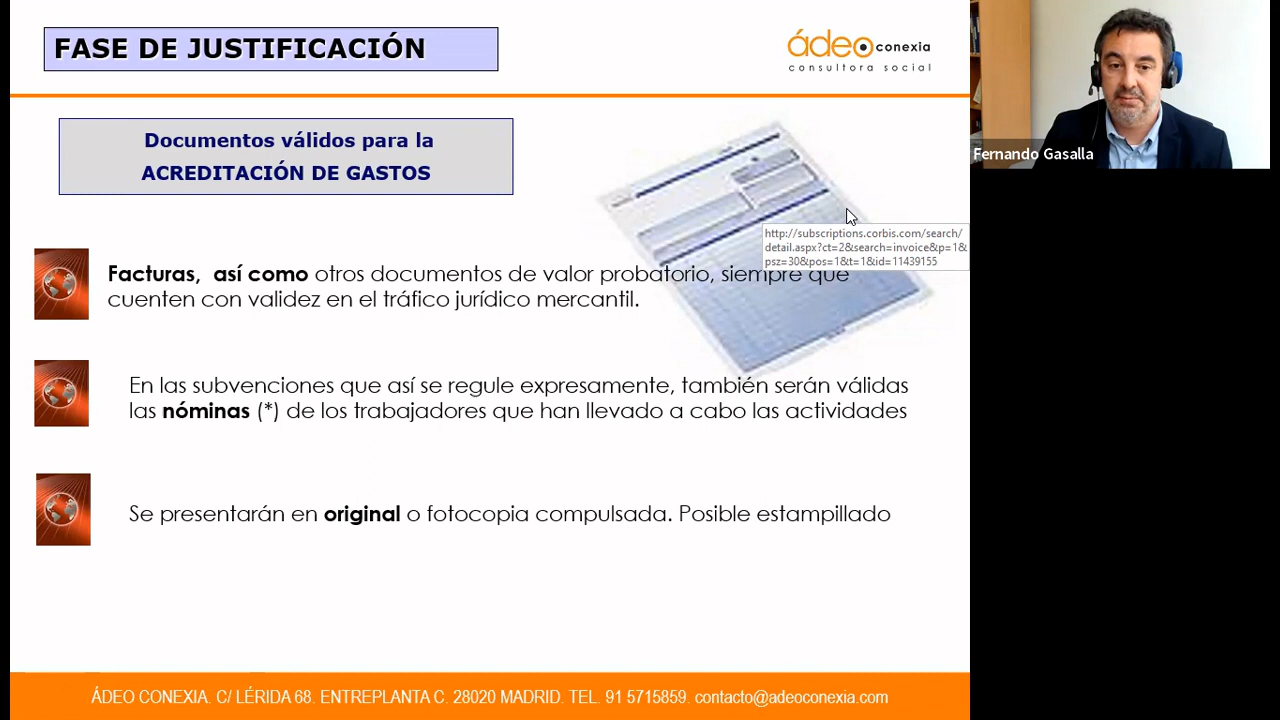 FASE DE JUSTIFICACIÓN
ádeo conexia
consultora social
Fernando Gasalla
Documentos válidos para la
ACREDITACIÓN DE GASTOS
http://subscriptions.corbis.com/search/
detail.aspx?ct=2&search=invoice&p=1&
psz=30&pos=1&t=1&id=11439155
Facturas, así como otros documentos de valor probatorio, siempre que
cuenten con validez en el tráfico jurídico mercantil.
En las subvenciones que así se regule expresamente, también serán válidas
las nóminas (*) de los trabajadores que han llevado a cabo las actividades
Se presentarán en original o fotocopia compulsada. Posible estampillado
ÁDEO CONEXIA. C/ LÉRIDA 68. ENTREPLANTA C. 28020 MADRID. TEL. 91 5715859. contacto@adeoconexia.com